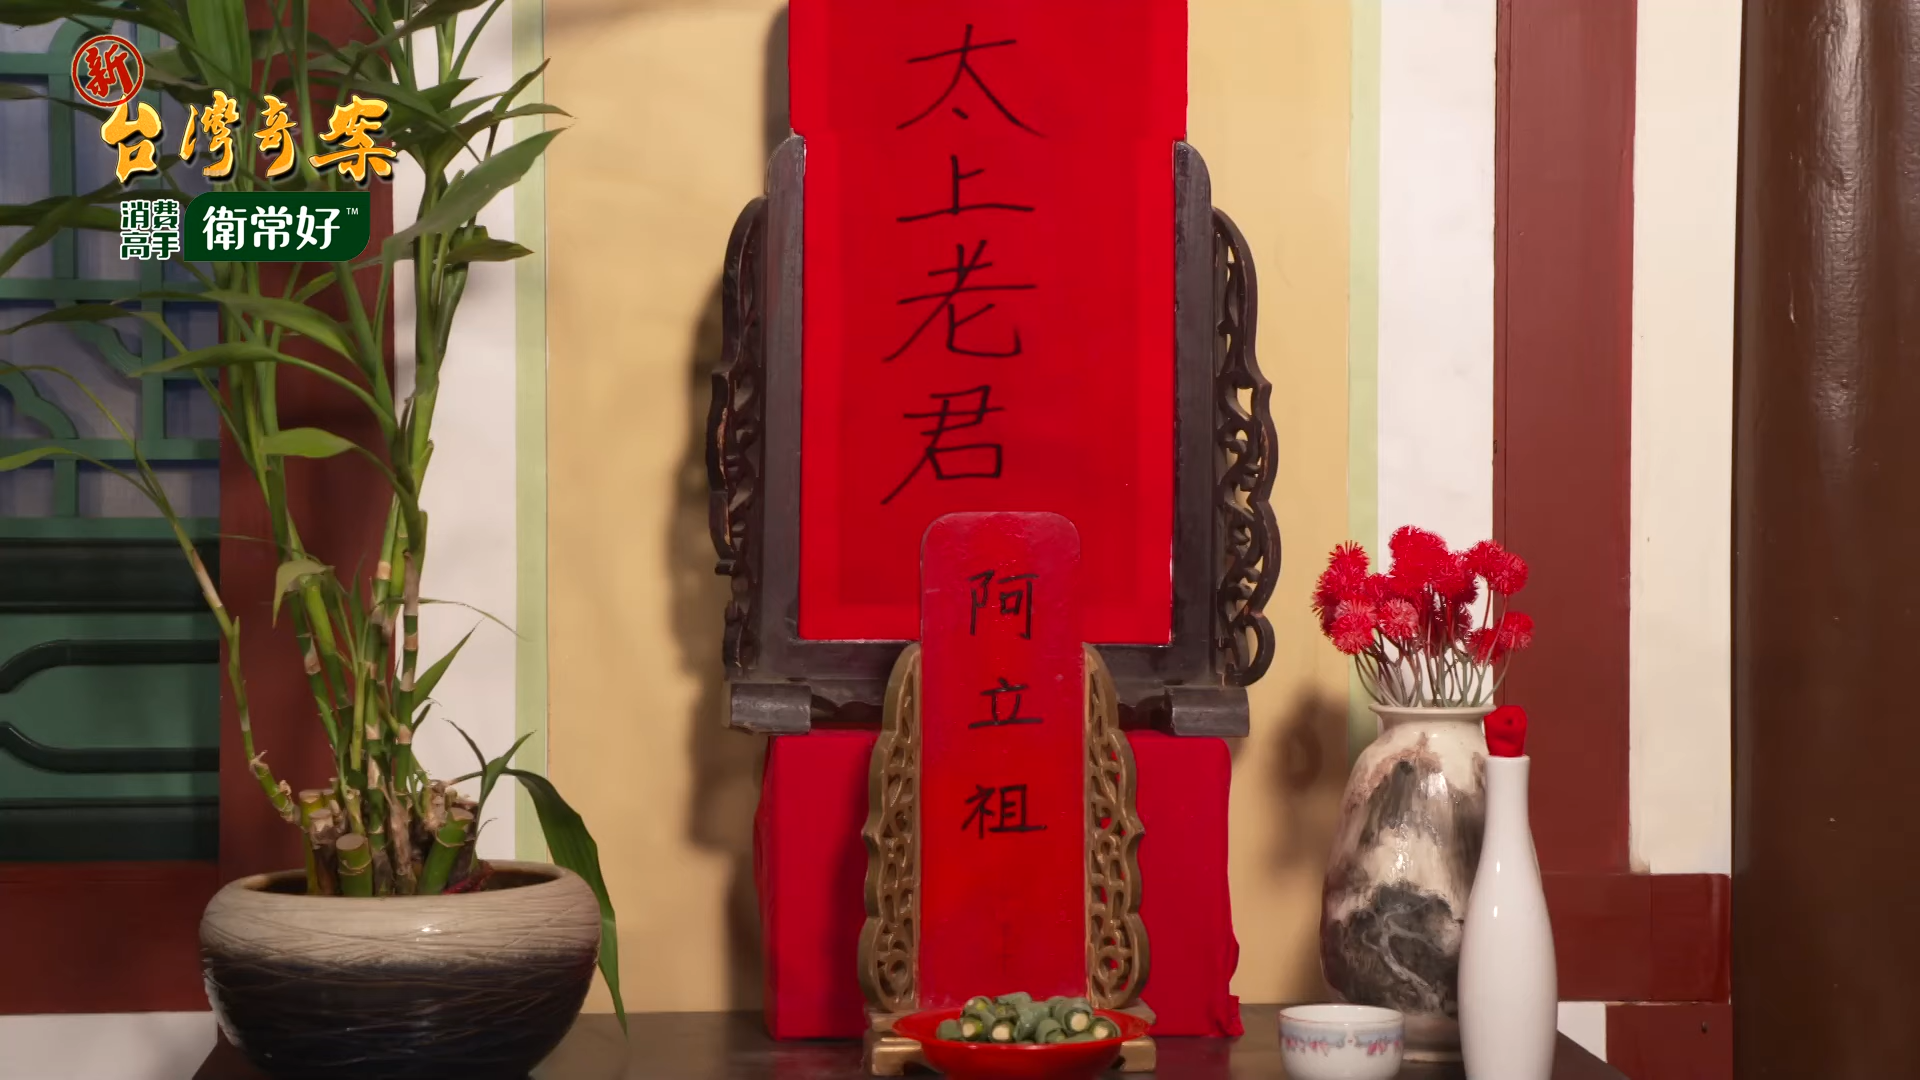 新
台灣奇案
消費高手
衛常好™
太上老君
阿立祖